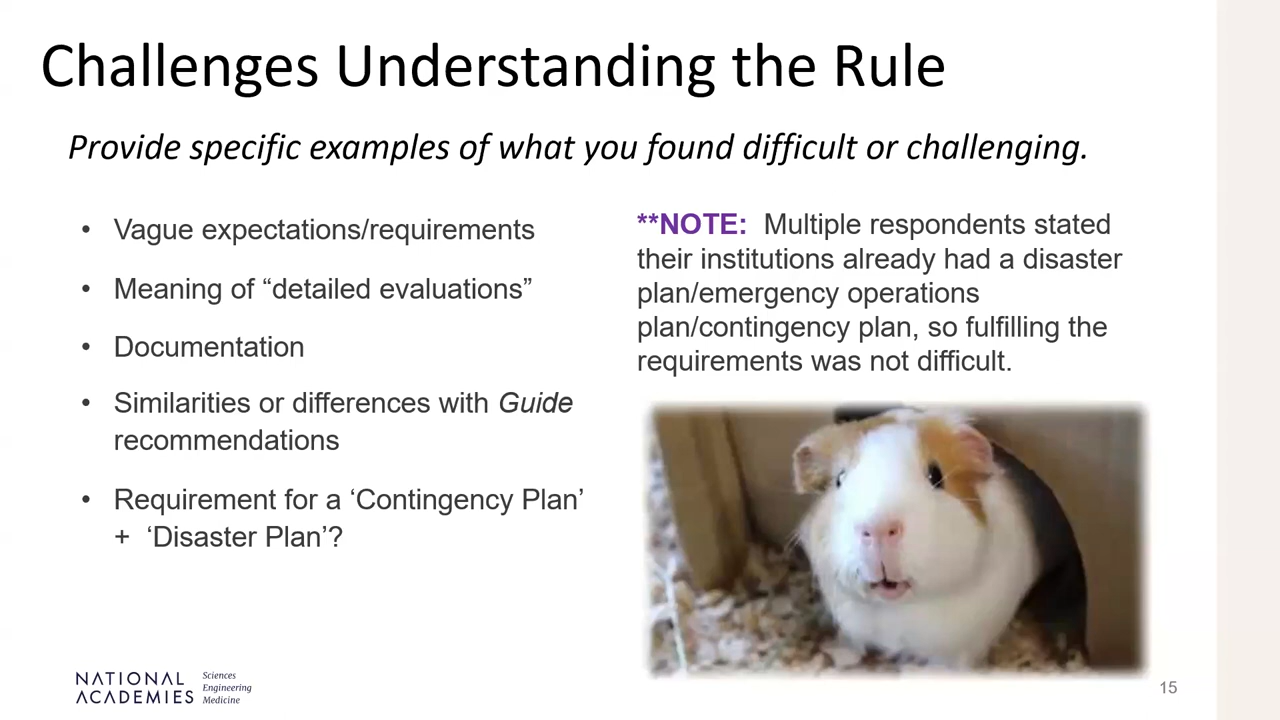 Challenges Understanding the Rule
Provide specific examples of what you found difficult or challenging.
• Vague expectations/requirements
• Meaning of “detailed evaluations”
• Documentation
• Similarities or differences with Guide
recommendations
• Requirement for a ‘Contingency Plan’
+ ‘Disaster Plan’?
**NOTE: Multiple respondents stated
their institutions already had a disaster
plan/emergency operations
plan/contingency plan, so fulfilling the
requirements was not difficult.
NATIONAL
ACADEMIES
Sciences
Engineering
Medicine
15